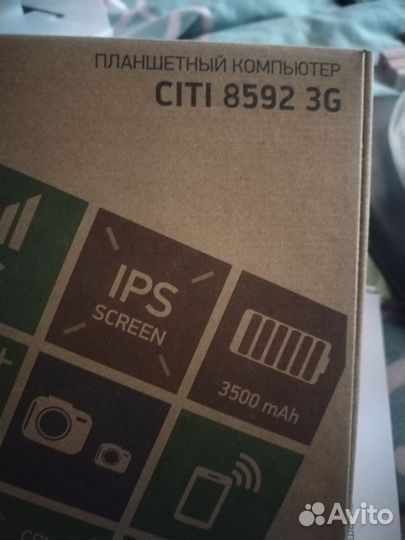 ПЛАНШЕТНЫЙ КОМПЬЮТЕР
CITI 8592 3G
IPS
SCREEN
3500 mAh
+
Avito